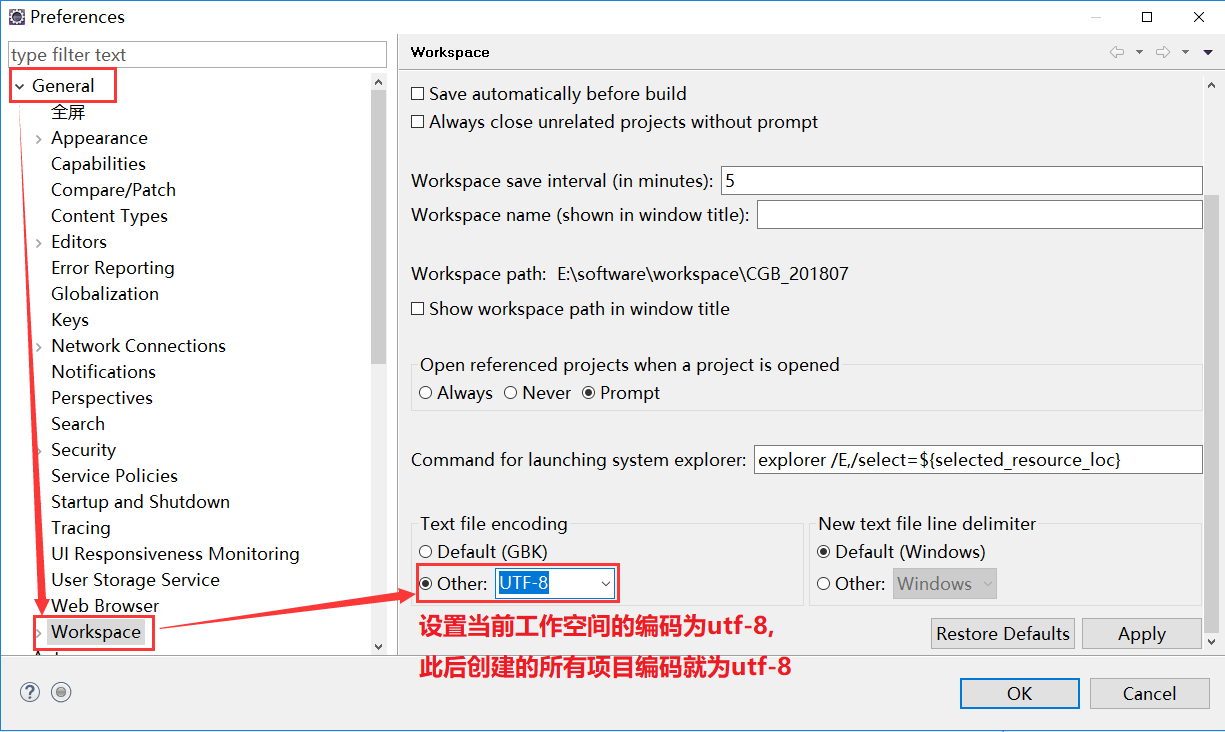 Preferences
type filter text
General
全屏
Appearance
Capabilities
Compare/Patch
Content Types
Editors
Error Reporting
Globalization
Keys
Network Connections
Notifications
Perspectives
Search
Security
Service Policies
Startup and Shutdown
Tracing
UI Responsiveness Monitoring
User Storage Service
Web Browser
Workspace
Workspace
Save automatically before build
Always close unrelated projects without prompt
Workspace save interval (in minutes): 5
Workspace name (shown in window title):
Workspace path: E:\software\workspace\CGB_201807
Show workspace path in window title
Open referenced projects when a project is opened
Always Never Prompt
Command for launching system explorer: explorer /E,/select=${selected_resource_loc}
Text file encoding
Default (GBK)
Other: UTF-8
New text file line delimiter
Default (Windows)
Other: Windows
设置当前工作空间的编码为utf-8,
此后创建的所有项目编码就为utf-8
Restore Defaults Apply
OK Cancel